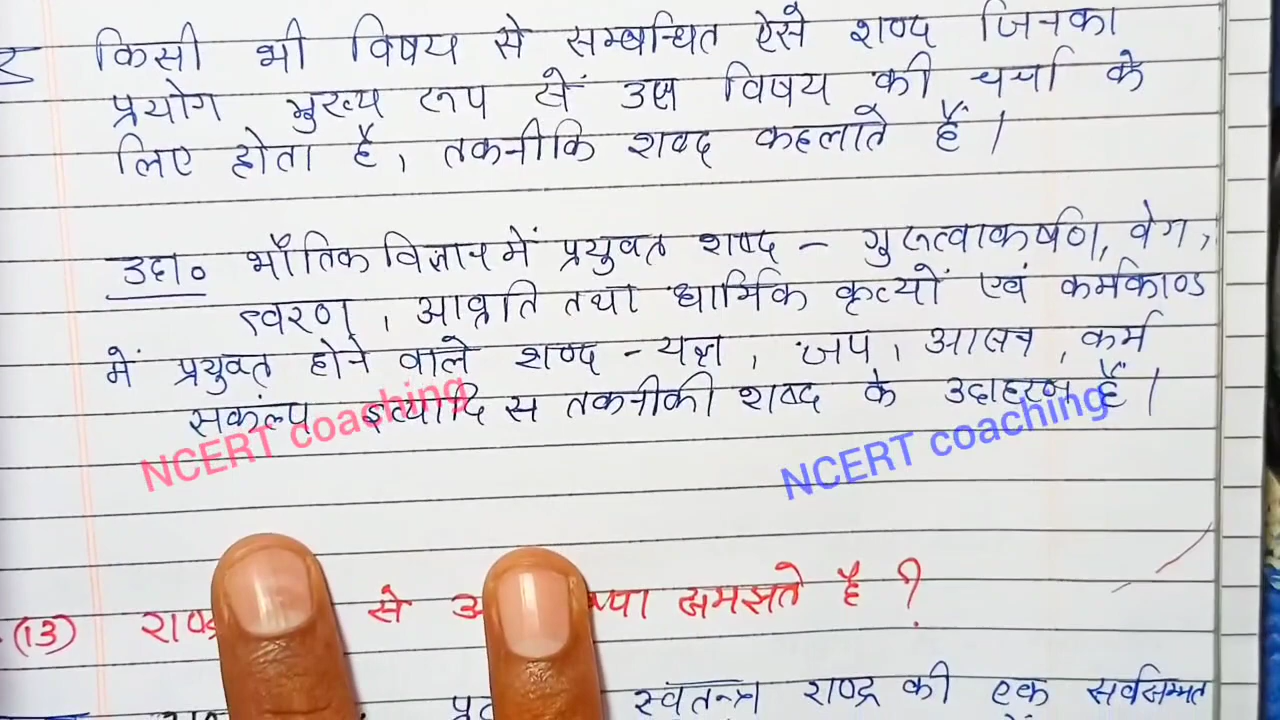 किसी भी विषय से सम्बन्धित ऐसे शब्द जिनका
प्रयोग मुख्य रूप से उस विषय की चर्चा के
लिए होता है, तकनीकि शब्द कहलाते हैं।
उदा० भौतिक विज्ञान में प्रयुक्त शब्द – गुरुत्वाकर्षण, वेग,
त्वरण, आवृति तथा धार्मिक कृत्यों एवं कर्मकाण्ड
में प्रयुक्त होने वाले शब्द – यज्ञ, जप, आसन, कर्म
सकंल्प इत्यादि स तकनीकी शब्द के उदाहरण हैं।
NCERT coaching
NCERT coaching
(13) से समझते है ?
स्वतन्त्र राष्ट्र की एक सर्वसम्मत